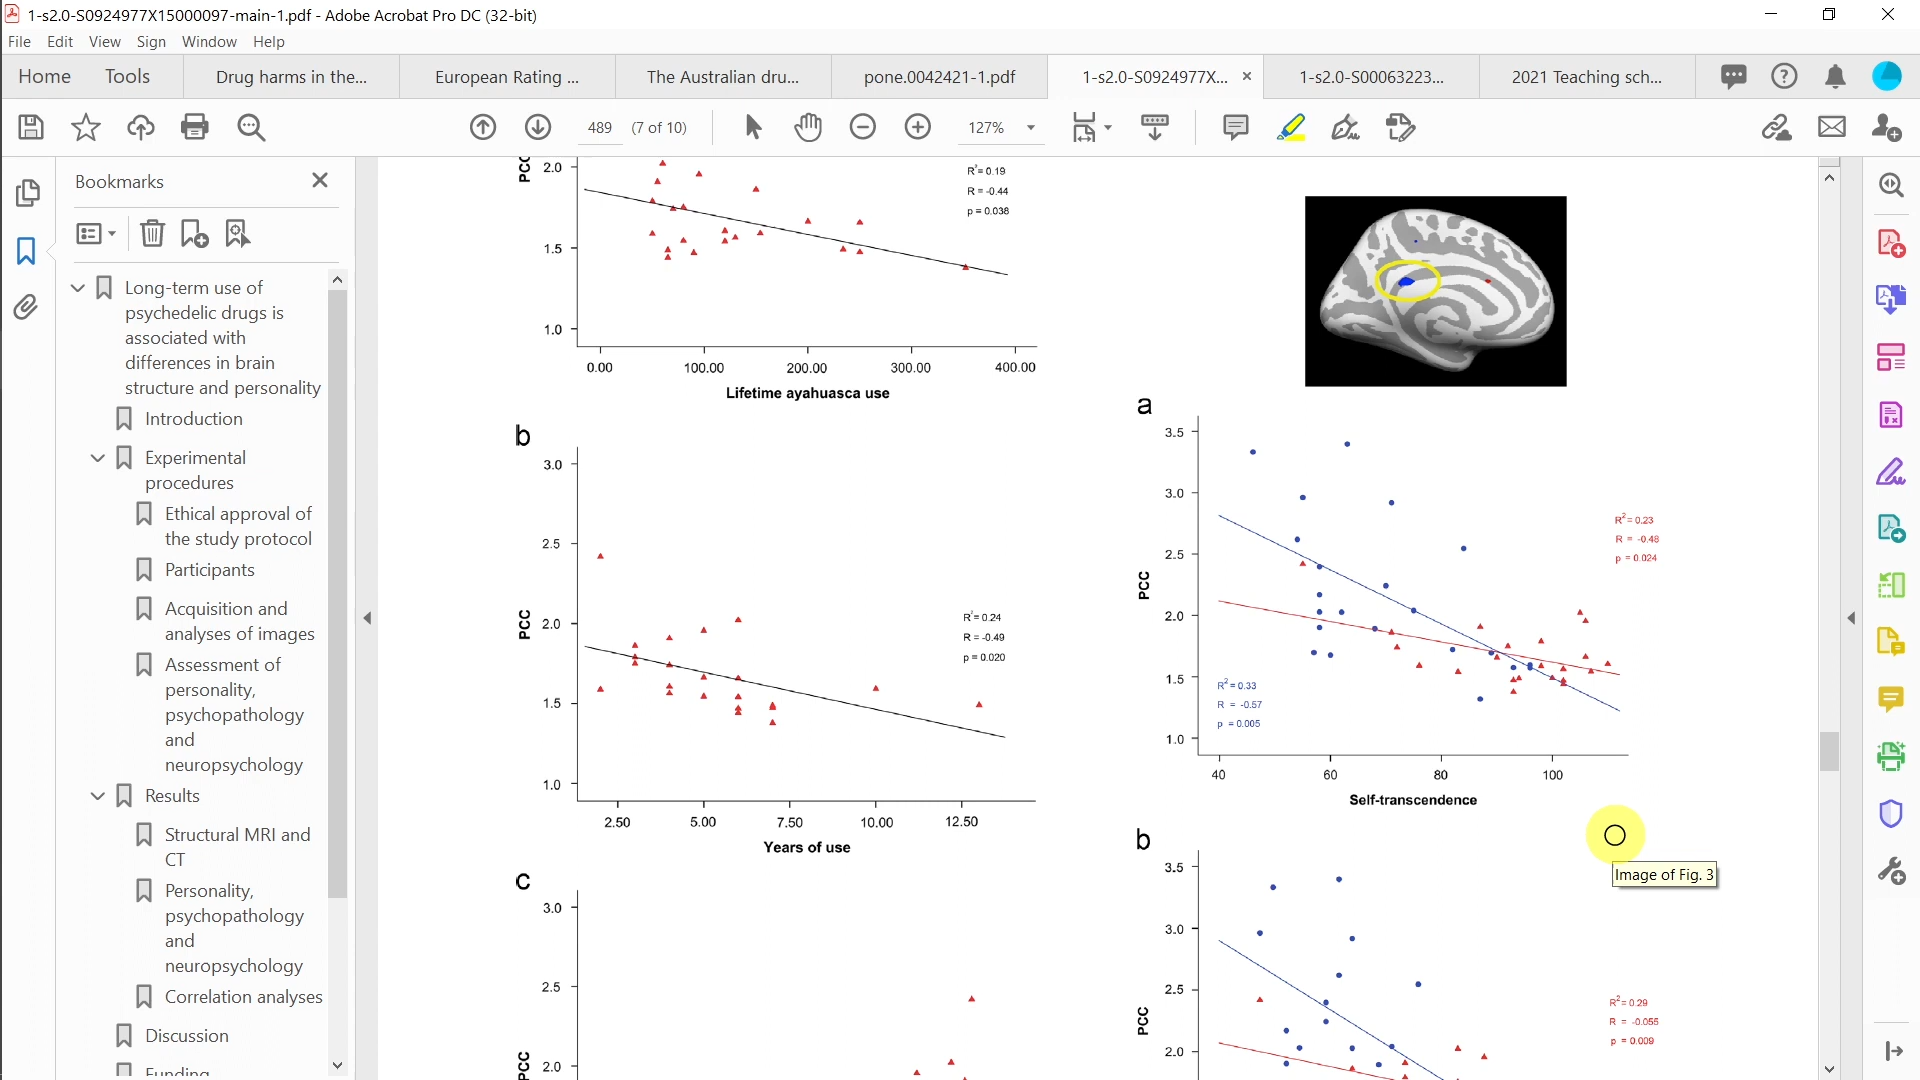 1-s2.0-S0924977X15000097-main-1.pdf - Adobe Acrobat Pro DC (32-bit)
File Edit View Sign Window Help
Home Tools Drug harms in the... European Rating ... The Australian dru... pone.0042421-1.pdf 1-s2.0-S0924977X... 1-s2.0-S00063223... 2021 Teaching sch...
489 (7 of 10) 127%
Bookmarks
Long-term use of
psychedelic drugs is
associated with
differences in brain
structure and personality
Introduction
Experimental
procedures
Ethical approval of
the study protocol
Participants
Acquisition and
analyses of images
Assessment of
personality,
psychopathology
and
neuropsychology
Results
Structural MRI and
CT
Personality,
psychopathology
and
neuropsychology
Correlation analyses
Discussion
Funding
PCC
2.0
1.5
1.0
R²= 0.19
R = -0.44
p = 0.038
0.00 100.00 200.00 300.00 400.00
Lifetime ayahuasca use
b
3.0
2.5
2.0
1.5
1.0
PCC
R²= 0.24
R = -0.49
p = 0.020
2.50 5.00 7.50 10.00 12.50
Years of use
c
3.0
2.5
2.0
PCC
a
3.5
3.0
2.5
2.0
1.5
1.0
PCC
R²= 0.23
R = -0.48
p = 0.024
R²= 0.33
R = -0.57
p = 0.005
40 60 80 100
Self-transcendence
b
3.5
3.0
2.5
2.0
PCC
R²= 0.29
R = -0.055
p = 0.009
Image of Fig. 3